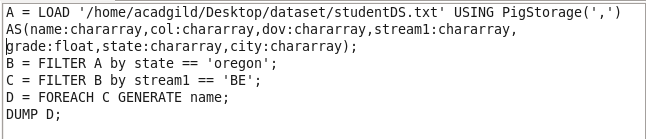 A = LOAD '/home/acadgild/Desktop/dataset/studentDS.txt' USING PigStorage(',')
AS(name:chararray,col:chararray,dov:chararray,stream1:chararray,
grade:float,state:chararray,city:chararray);
B = FILTER A by state == 'oregon';
C = FILTER B by stream1 == 'BE';
D = FOREACH C GENERATE name;
DUMP D;